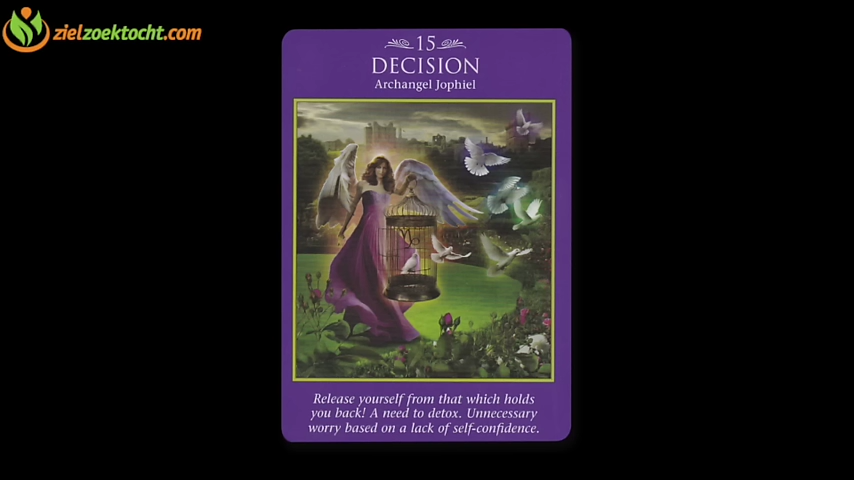 zielzoektocht.com
15
DECISION
Archangel Jophiel
Release yourself from that which holds
you back! A need to detox. Unnecessary
worry based on a lack of self-confidence.